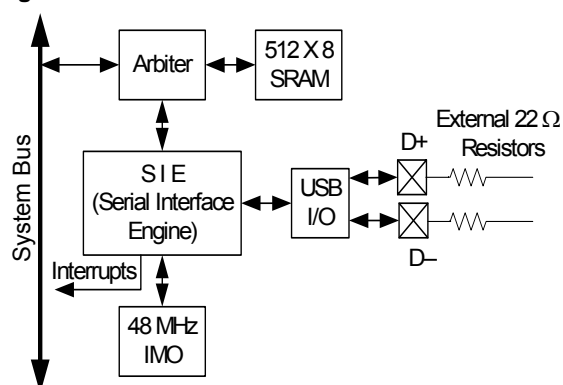 Arbiter
512 X 8
SRAM
External 22 Ω
Resistors
D+
S I E
(Serial Interface
Engine)
USB
I/O
D–
System Bus
Interrupts
48 MHz
IMO